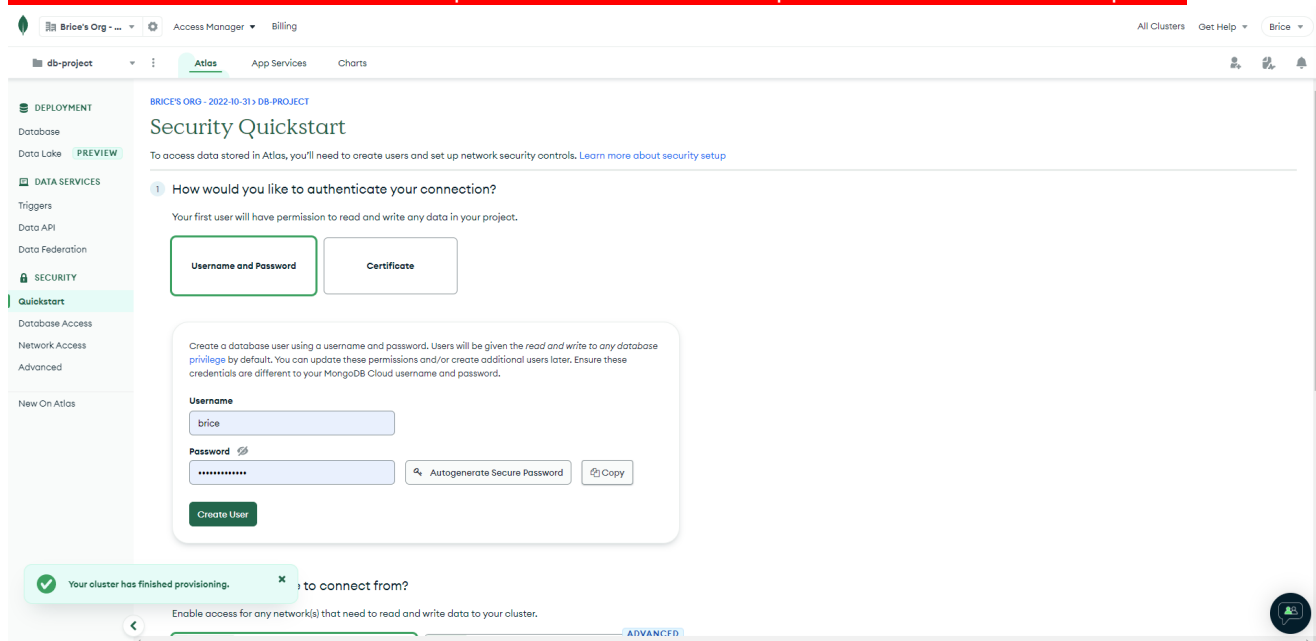 Brice's Org - ...
Access Manager
Billing
All Clusters
Get Help
Brice
db-project
Atlas
App Services
Charts
DEPLOYMENT
Database
Data Lake PREVIEW
DATA SERVICES
Triggers
Data API
Data Federation
SECURITY
Quickstart
Database Access
Network Access
Advanced
New On Atlas
BRICE'S ORG - 2022-10-31 > DB-PROJECT
Security Quickstart
To access data stored in Atlas, you'll need to create users and set up network security controls. Learn more about security setup
1 How would you like to authenticate your connection?
Your first user will have permission to read and write any data in your project.
Username and Password
Certificate
Create a database user using a username and password. Users will be given the read and write to any database
privilege by default. You can update these permissions and/or create additional users later. Ensure these
credentials are different to your MongoDB Cloud username and password.
Username
brice
Password
•••••••••••••
Autogenerate Secure Password
Copy
Create User
Your cluster has finished provisioning.
to connect from?
Enable access for any network(s) that need to read and write data to your cluster.
ADVANCED